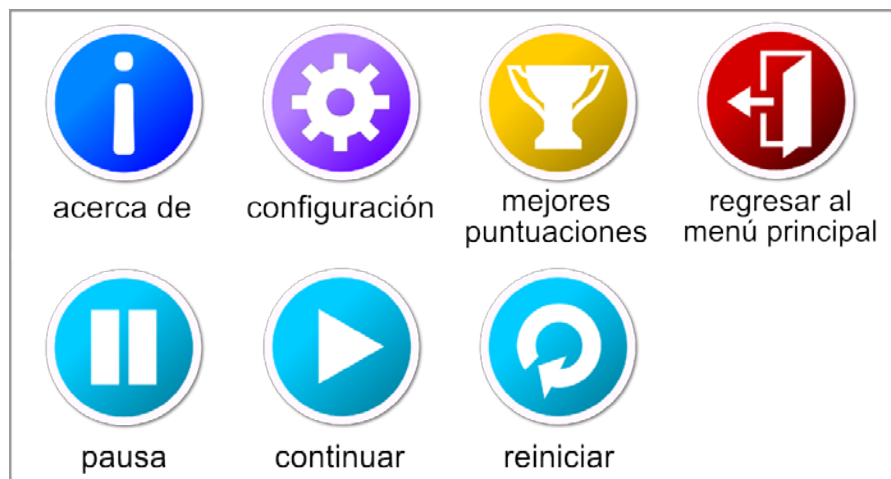 acerca de
configuración
mejores
puntuaciones
regresar al
menú principal
pausa
continuar
reiniciar